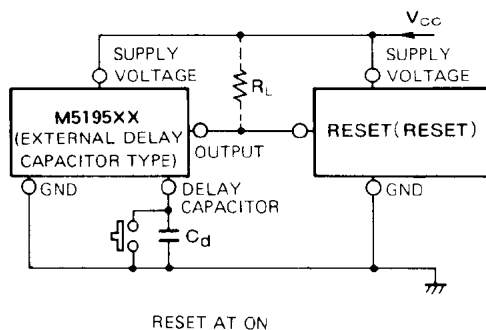 VCC
SUPPLY
VOLTAGE
SUPPLY
VOLTAGE
RL
M5195XX
(EXTERNAL DELAY
CAPACITOR TYPE)
OUTPUT
RESET(RESET)
GND
DELAY
CAPACITOR
GND
Cd
RESET AT ON